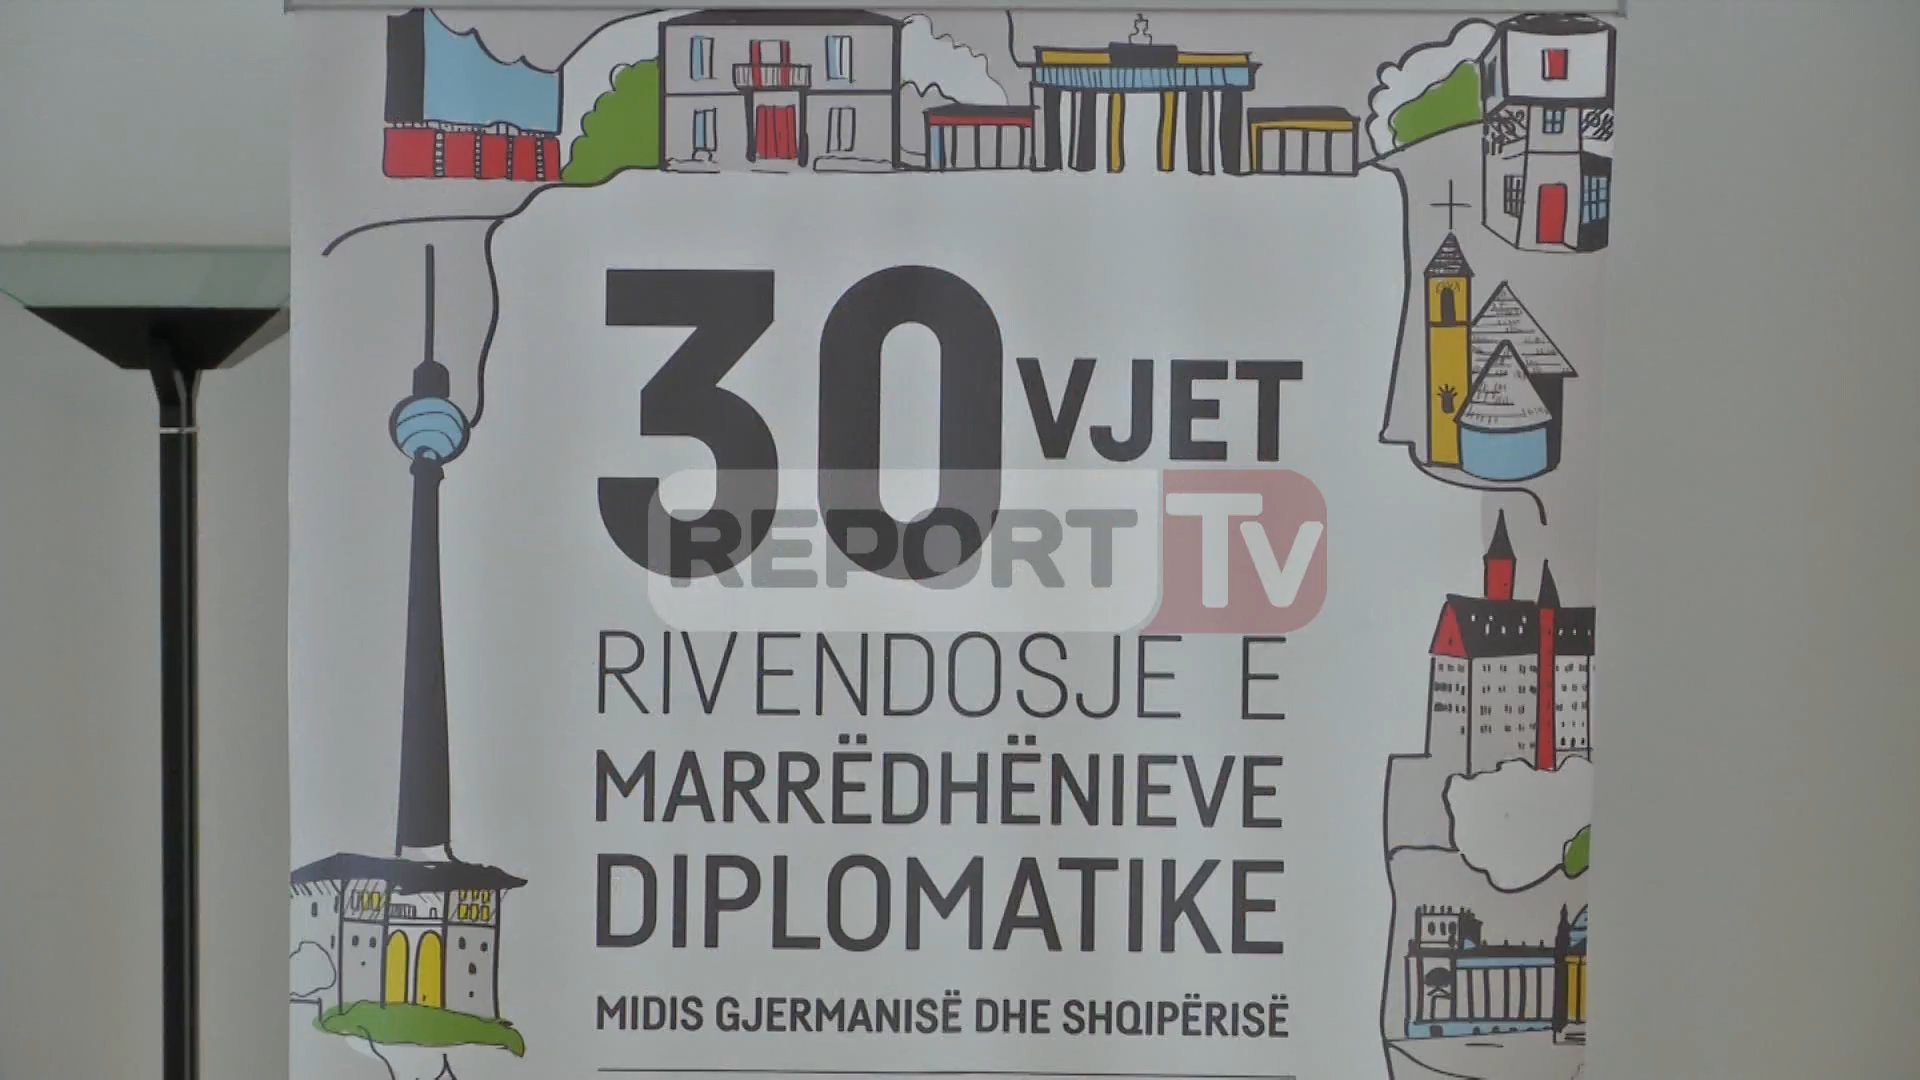 30 VJET
REPORT Tv
RIVENDOSJE E
MARRËDHËNIEVE
DIPLOMATIKE
MIDIS GJERMANISË DHE SHQIPËRISË